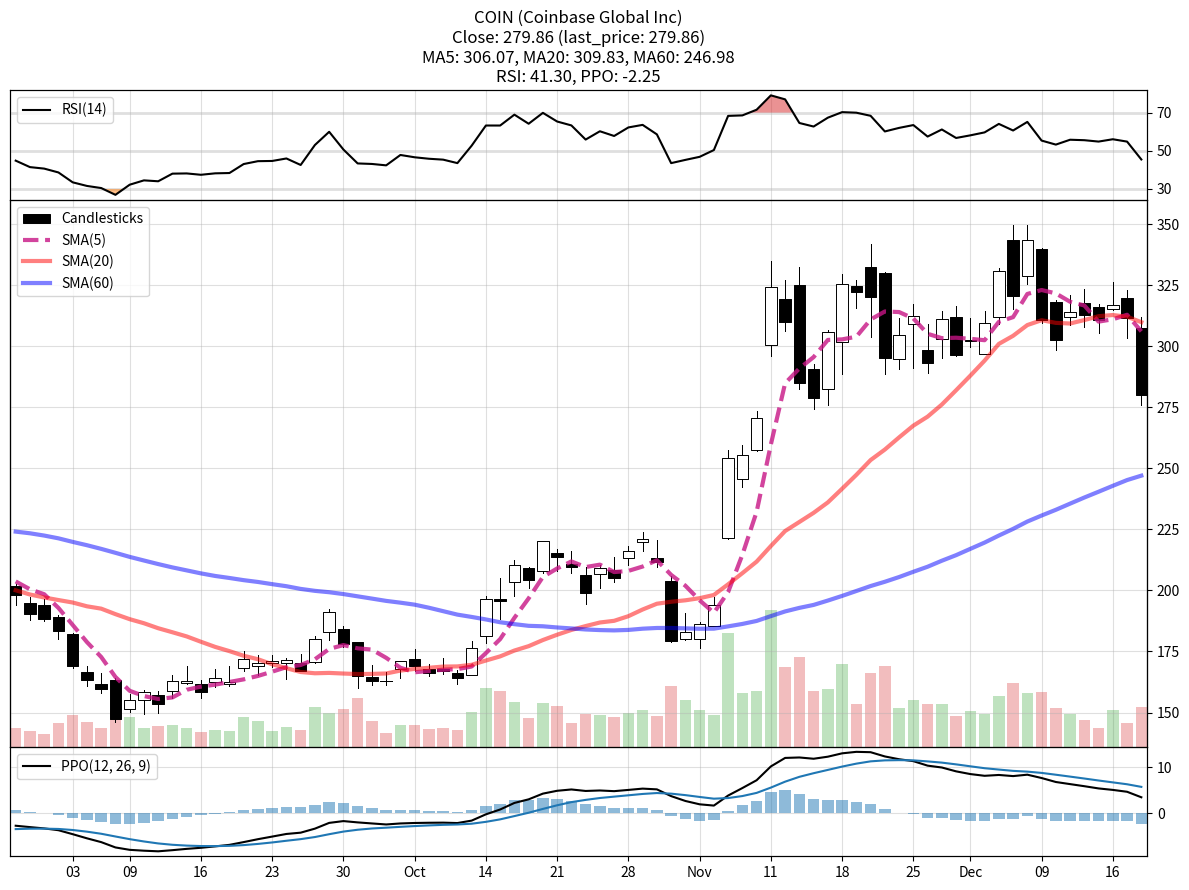 COIN (Coinbase Global Inc)
Close: 279.86 (last_price: 279.86)
MA5: 306.07, MA20: 309.83, MA60: 246.98
RSI: 41.30, PPO: -2.25
RSI(14)
70
50
30
Candlesticks
SMA(5)
SMA(20)
SMA(60)
350
325
300
275
250
225
200
175
150
PPO(12, 26, 9)
10
0
03 09 16 23 30 Oct 14 21 28 Nov 11 18 25 Dec 09 16